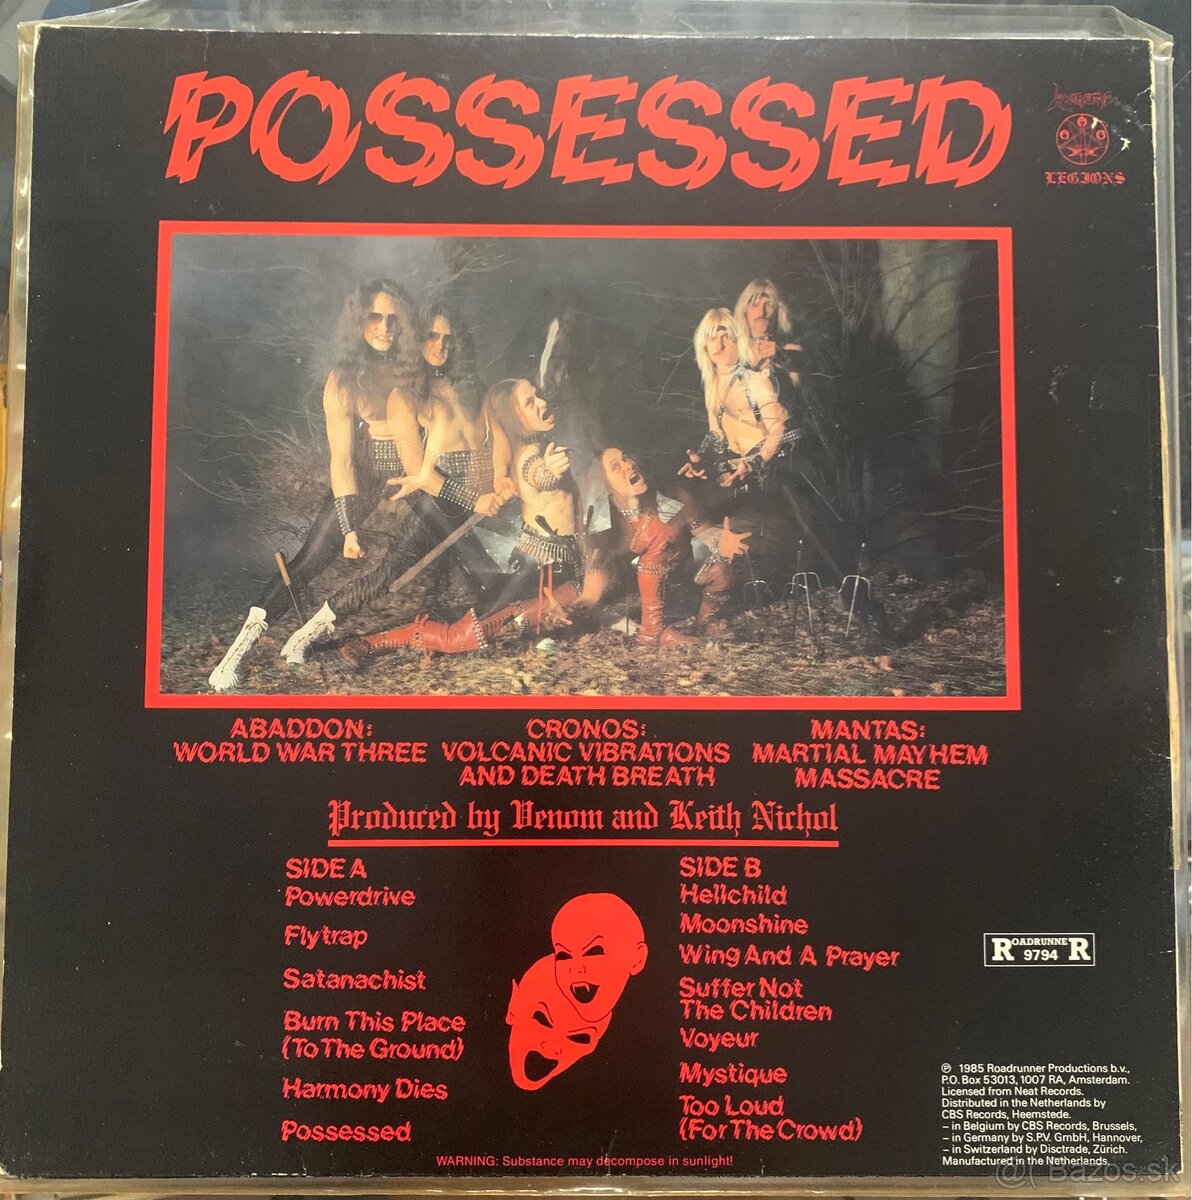 POSSESSED
LEGIONS
ABADDON:
WORLD WAR THREE
CRONOS:
VOLCANIC VIBRATIONS
AND DEATH BREATH
MANTAS:
MARTIAL MAYHEM
MASSACRE
Produced by Venom and Keith Nichol
SIDE A
Powerdrive
Flytrap
Satanachist
Burn This Place
(To The Ground)
Harmony Dies
Possessed
SIDE B
Hellchild
Moonshine
Wing And A Prayer
Suffer Not
The Children
Voyeur
Mystique
Too Loud
(For The Crowd)
ROADRUNNER
9794
℗ 1985 Roadrunner Productions b.v.,
P.O. Box 53013, 1007 RA, Amsterdam.
Licensed from Neat Records.
Distributed in the Netherlands by
CBS Records, Heemstede.
– in Belgium by CBS Records, Brussels,
– in Germany by S.P.V. GmbH, Hannover,
– in Switzerland by Disctrade, Zürich.
Manufactured in the Netherlands.
WARNING: Substance may decompose in sunlight!
Bazos.sk